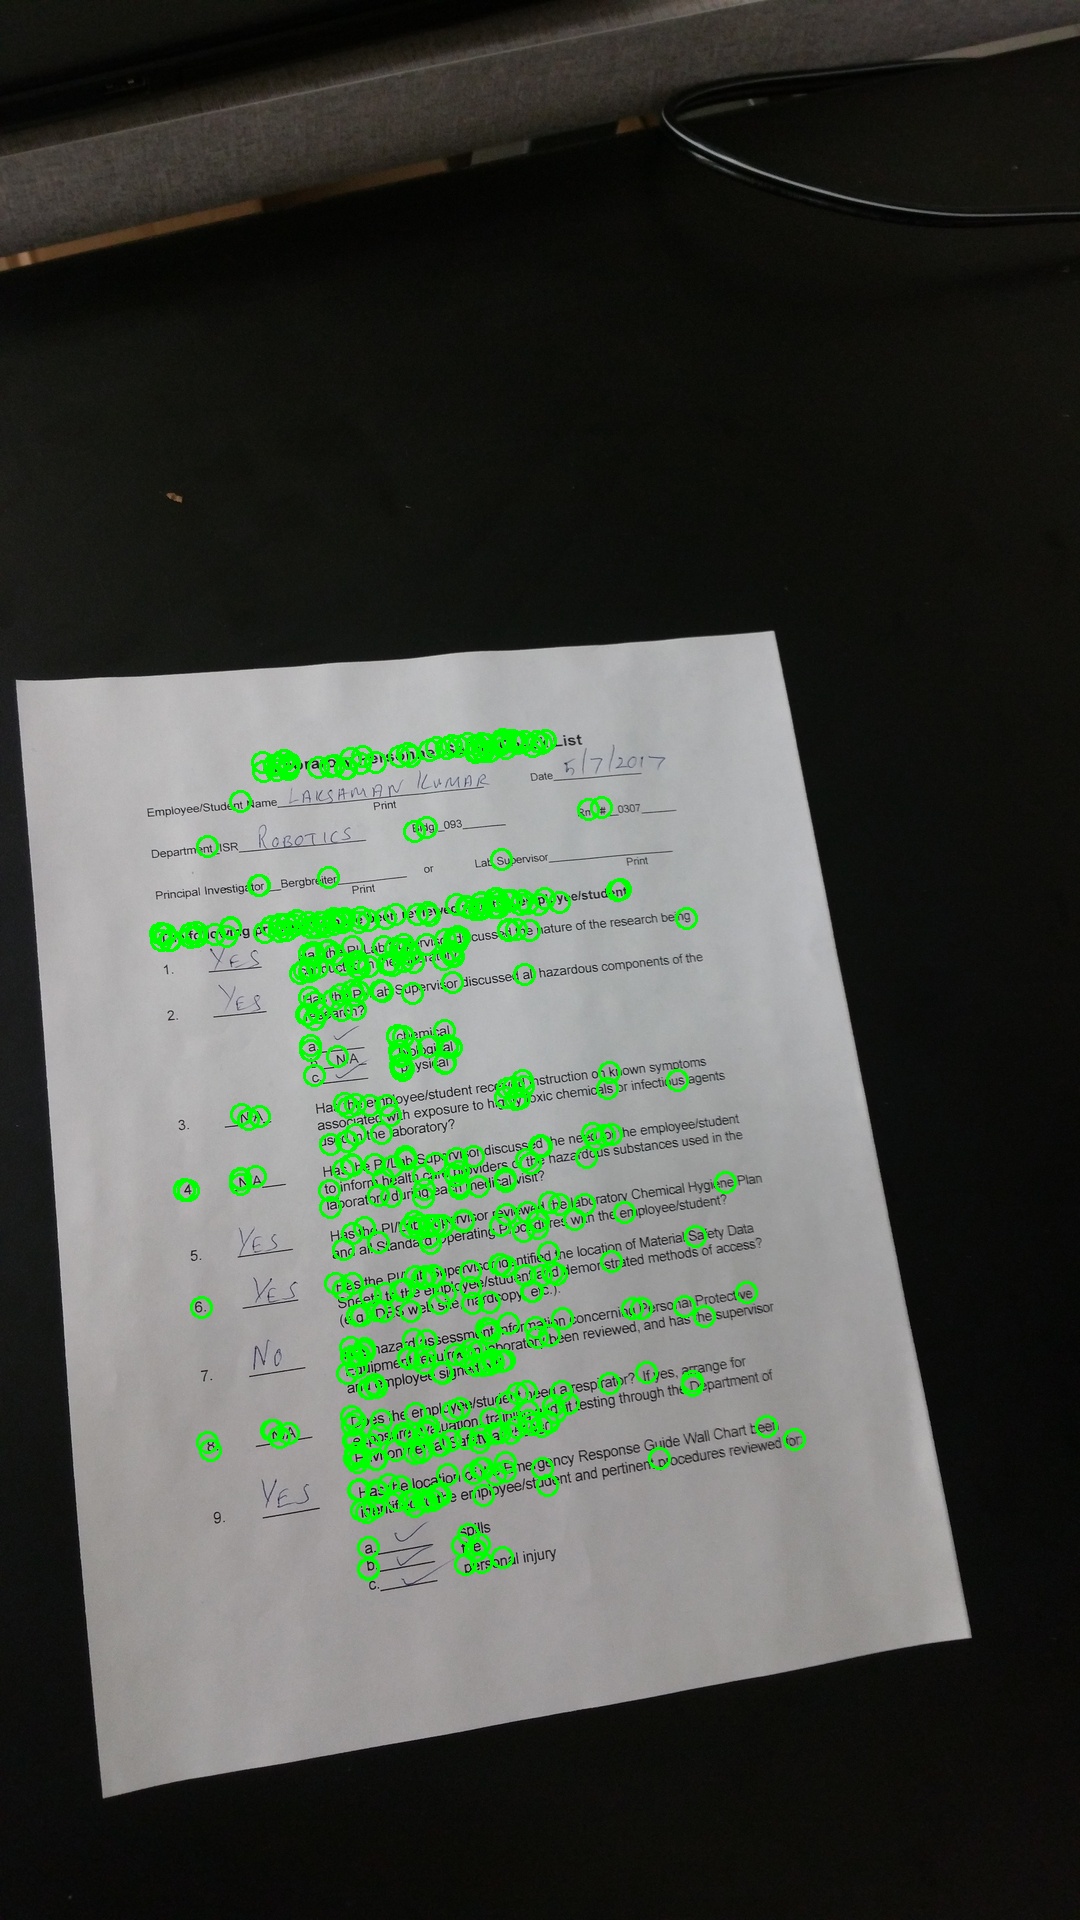 Laboratory Personnel List
Employee/Student Name LAKSAMAN KUMAR Date 5/7/2017
Print
Department ISR ROBOTICS Bldg 093 Rm # 0307
Principal Investigator Bergbreiter or Lab Supervisor
Print Print
The following been reviewed employee/student
1. YES Has the PI/Lab Supervisor discussed the nature of the research being
conducted in the laboratory?
2. YES Has the PI/Lab Supervisor discussed all hazardous components of the
research?
a. ✓ chemical
b. NA biological
c. ✓ physical
3. NA Has the employee/student received instruction on known symptoms
associated with exposure to highly toxic chemicals or infectious agents
used in the laboratory?
4 NA Has the PI/Lab Supervisor discussed the need for the employee/student
to inform health care providers of the hazardous substances used in the
laboratory during each medical visit?
5. YES Has the PI/Lab Supervisor reviewed the laboratory Chemical Hygiene Plan
and all Standard Operating Procedures with the employee/student?
6. YES Has the PI/Lab Supervisor identified the location of Material Safety Data
Sheets to the employee/student and demonstrated methods of access?
(e.g., DES web site, hardcopy, etc.).
7. NO hazard assessment information concerning Personal Protective
Equipment laboratory been reviewed, and has the supervisor
and employee signed
8. NA Does the employee/student need a respirator? If yes, arrange for
exposure evaluation, training and fit testing through the Department of
Environmental Safety
9. YES Has the location of the Emergency Response Guide Wall Chart been
identified to the employee/student and pertinent procedures reviewed for:
a. ✓ spills
b. ✓ fire
c. ✓ personal injury